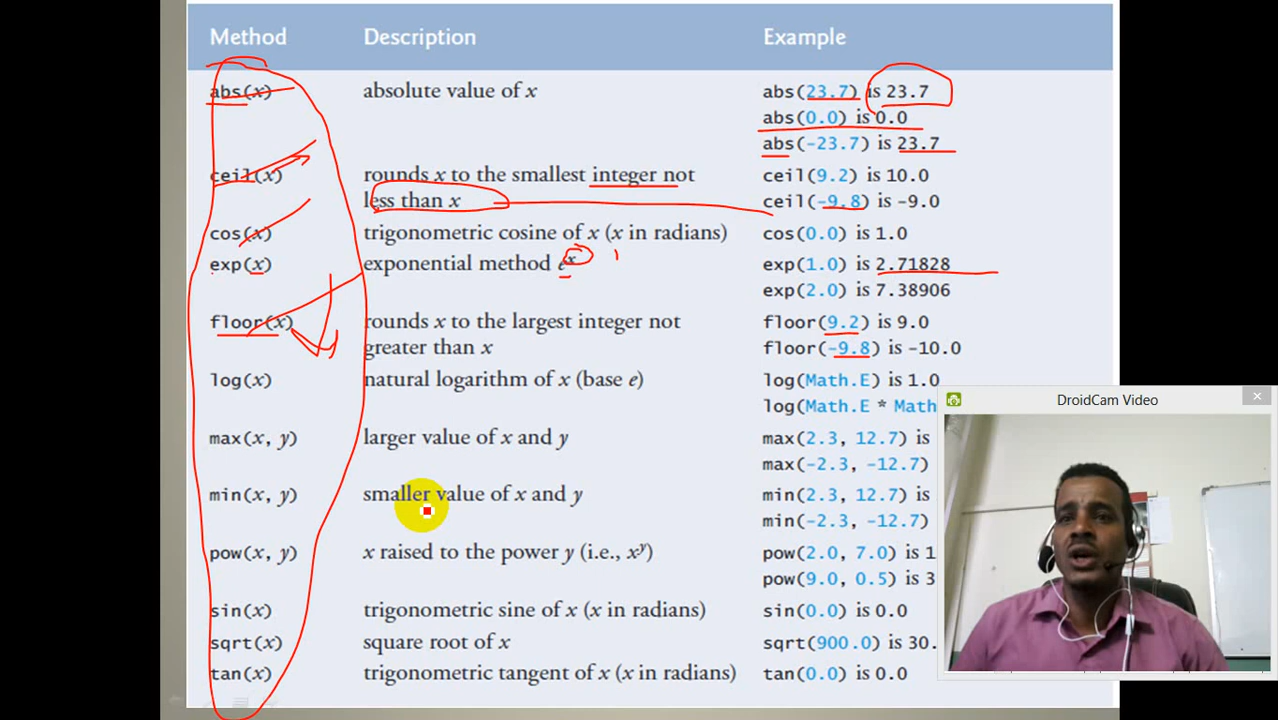 Method Description Example
abs(x) absolute value of x abs(23.7) is 23.7
abs(0.0) is 0.0
abs(-23.7) is 23.7
ceil(x) rounds x to the smallest integer not ceil(9.2) is 10.0
less than x ceil(-9.8) is -9.0
cos(x) trigonometric cosine of x (x in radians) cos(0.0) is 1.0
exp(x) exponential method eˣ exp(1.0) is 2.71828
exp(2.0) is 7.38906
floor(x) rounds x to the largest integer not floor(9.2) is 9.0
greater than x floor(-9.8) is -10.0
log(x) natural logarithm of x (base e) log(Math.E) is 1.0
log(Math.E * Math
DroidCam Video
max(x, y) larger value of x and y max(2.3, 12.7) is
max(-2.3, -12.7)
min(x, y) smaller value of x and y min(2.3, 12.7) is
min(-2.3, -12.7)
pow(x, y) x raised to the power y (i.e., xʸ) pow(2.0, 7.0) is 1
pow(9.0, 0.5) is 3
sin(x) trigonometric sine of x (x in radians) sin(0.0) is 0.0
sqrt(x) square root of x sqrt(900.0) is 30.
tan(x) trigonometric tangent of x (x in radians) tan(0.0) is 0.0